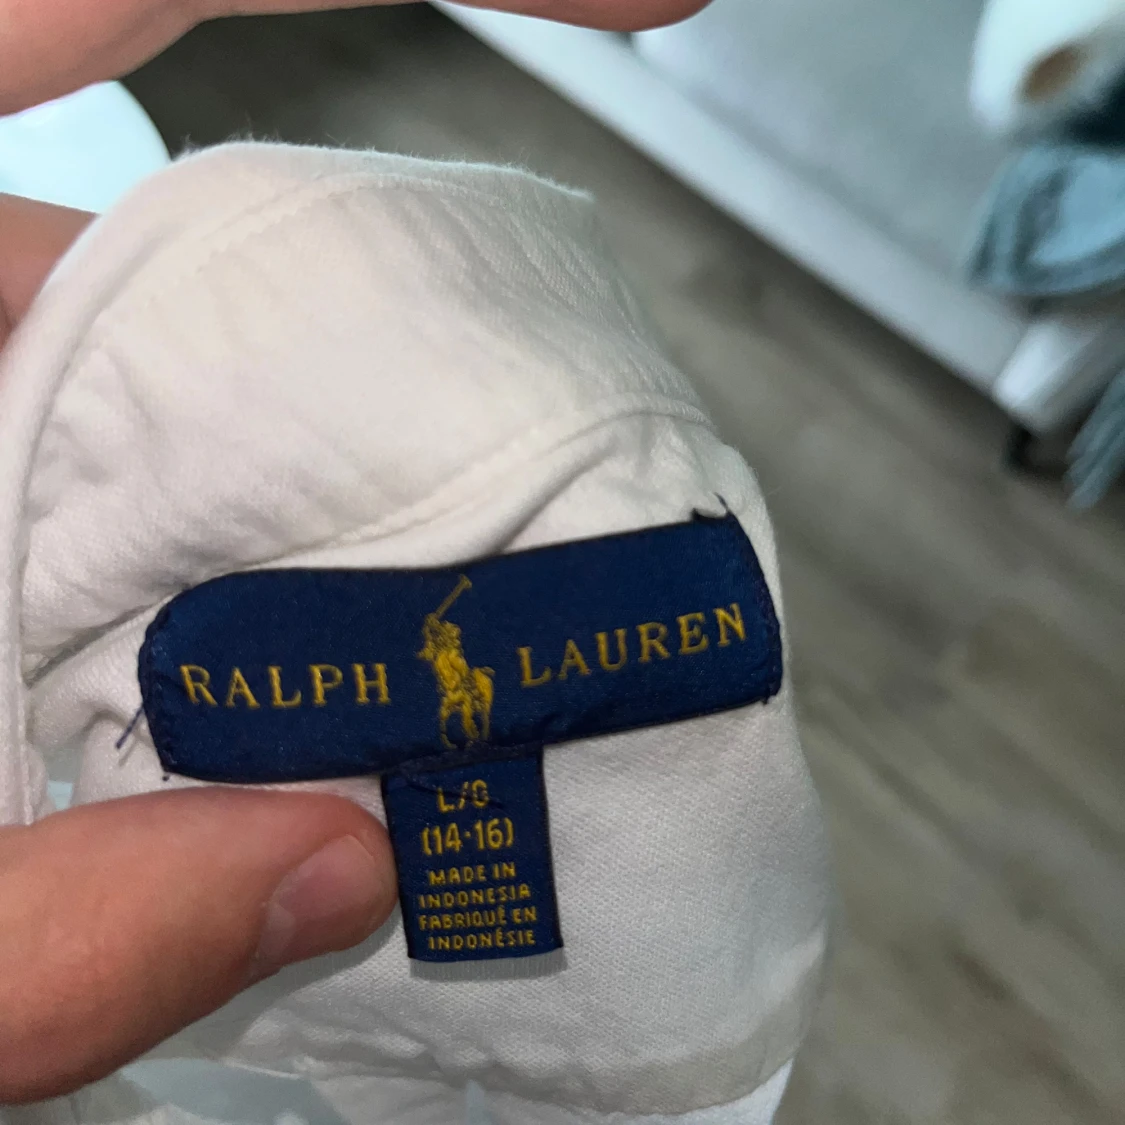 RALPH LAUREN
L/G
(14-16)
MADE IN
INDONESIA
FABRIQUÉ EN
INDONÉSIE